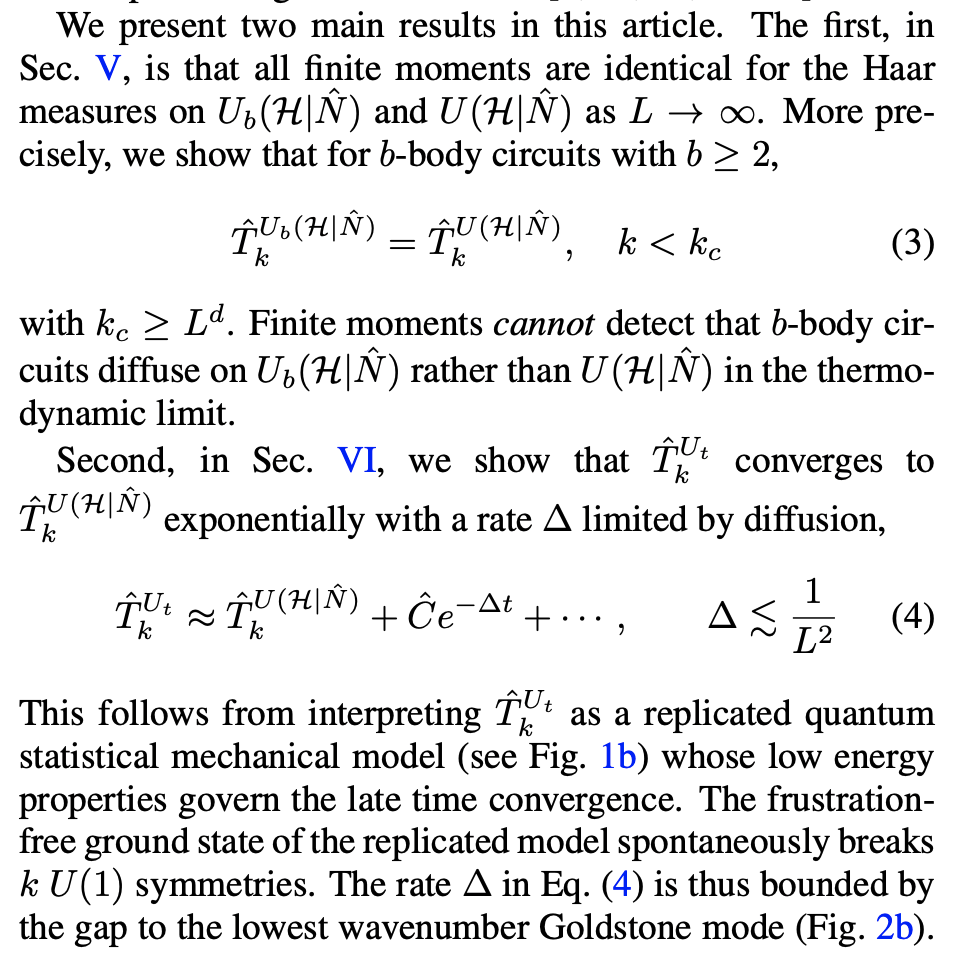 We present two main results in this article. The first, in
Sec. V, is that all finite moments are identical for the Haar
measures on $U_b(\mathcal{H}|\hat{N})$ and $U(\mathcal{H}|\hat{N})$ as $L \to \infty$. More pre-
cisely, we show that for $b$-body circuits with $b \geq 2$,
$\hat{T}_k^{U_b(\mathcal{H}|\hat{N})} = \hat{T}_k^{U(\mathcal{H}|\hat{N})}, \quad k < k_c$ (3)
with $k_c \geq L^d$. Finite moments cannot detect that $b$-body cir-
cuits diffuse on $U_b(\mathcal{H}|\hat{N})$ rather than $U(\mathcal{H}|\hat{N})$ in the thermo-
dynamic limit.
Second, in Sec. VI, we show that $\hat{T}_k^{U_t}$ converges to
$\hat{T}_k^{U(\mathcal{H}|\hat{N})}$ exponentially with a rate $\Delta$ limited by diffusion,
$\hat{T}_k^{U_t} \approx \hat{T}_k^{U(\mathcal{H}|\hat{N})} + \hat{C}e^{-\Delta t} + \cdots, \qquad \Delta \lesssim \frac{1}{L^2}$ (4)
This follows from interpreting $\hat{T}_k^{U_t}$ as a replicated quantum
statistical mechanical model (see Fig. 1b) whose low energy
properties govern the late time convergence. The frustration-
free ground state of the replicated model spontaneously breaks
$k$ $U(1)$ symmetries. The rate $\Delta$ in Eq. (4) is thus bounded by
the gap to the lowest wavenumber Goldstone mode (Fig. 2b).